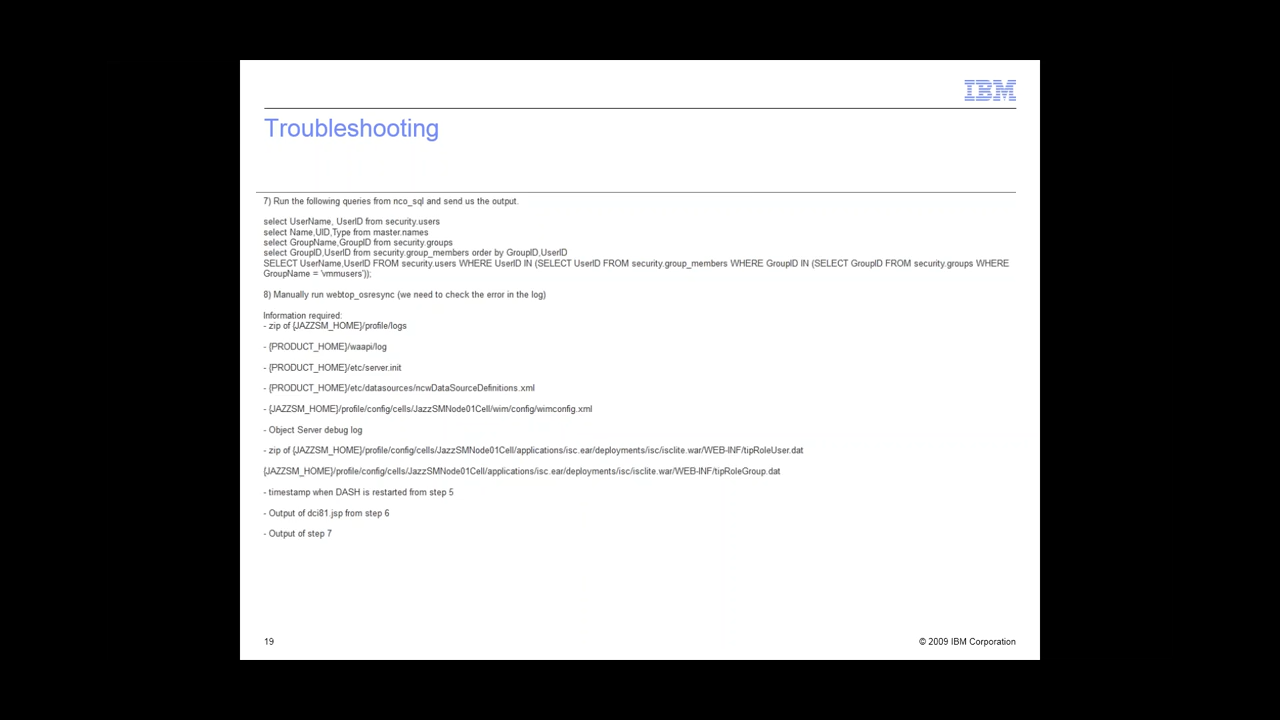 IBM
Troubleshooting
7) Run the following queries from nco_sql and send us the output.
select UserName, UserID from security.users
select Name,UID,Type from master.names
select GroupName,GroupID from security.groups
select GroupID,UserID from security.group_members order by GroupID,UserID
SELECT UserName,UserID FROM security.users WHERE UserID IN (SELECT UserID FROM security.group_members WHERE GroupID IN (SELECT GroupID FROM security.groups WHERE
GroupName = 'vmmusers'));
8) Manually run webtop_osresync (we need to check the error in the log)
Information required:
- zip of {JAZZSM_HOME}/profile/logs
- {PRODUCT_HOME}/waapi/log
- {PRODUCT_HOME}/etc/server.init
- {PRODUCT_HOME}/etc/datasources/ncwDataSourceDefinitions.xml
- {JAZZSM_HOME}/profile/config/cells/JazzSMNode01Cell/wim/config/wimconfig.xml
- Object Server debug log
- zip of {JAZZSM_HOME}/profile/config/cells/JazzSMNode01Cell/applications/isc.ear/deployments/isc/isclite.war/WEB-INF/tipRoleUser.dat
{JAZZSM_HOME}/profile/config/cells/JazzSMNode01Cell/applications/isc.ear/deployments/isc/isclite.war/WEB-INF/tipRoleGroup.dat
- timestamp when DASH is restarted from step 5
- Output of dci81.jsp from step 6
- Output of step 7
19
© 2009 IBM Corporation